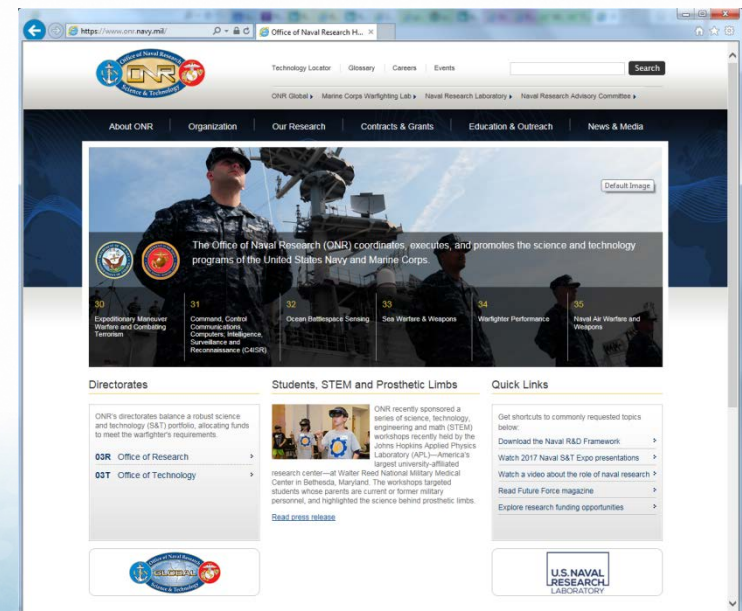 https://www.onr.navy.mil/
Office of Naval Research H...
Office of Naval Research
ONR
Science & Technology
Technology Locator
Glossary
Careers
Events
Search
ONR Global
Marine Corps Warfighting Lab
Naval Research Laboratory
Naval Research Advisory Committee
About ONR
Organization
Our Research
Contracts & Grants
Education & Outreach
News & Media
Default Image
The Office of Naval Research (ONR) coordinates, executes, and promotes the science and technology
programs of the United States Navy and Marine Corps.
30
Expeditionary Maneuver
Warfare and Combating
Terrorism
31
Command, Control
Communications,
Computers, Intelligence,
Surveillance and
Reconnaissance (C4ISR)
32
Ocean Battlespace Sensing
33
Sea Warfare & Weapons
34
Warfighter Performance
35
Naval Air Warfare and
Weapons
Directorates
ONR's directorates balance a robust science
and technology (S&T) portfolio, allocating funds
to meet the warfighter's requirements.
03R Office of Research
03T Office of Technology
Students, STEM and Prosthetic Limbs
ONR recently sponsored a
series of science, technology,
engineering and math (STEM)
workshops recently held by the
Johns Hopkins Applied Physics
Laboratory (APL)—America's
largest university-affiliated
research center—at Walter Reed National Military Medical
Center in Bethesda, Maryland. The workshops targeted
students whose parents are current or former military
personnel, and highlighted the science behind prosthetic limbs.
Read press release
Quick Links
Get shortcuts to commonly requested topics
below:
Download the Naval R&D Framework
Watch 2017 Naval S&T Expo presentations
Watch a video about the role of naval research
Read Future Force magazine
Explore research funding opportunities
Office of Naval Research
GLOBAL
Science & Technology
U.S. NAVAL
RESEARCH
LABORATORY